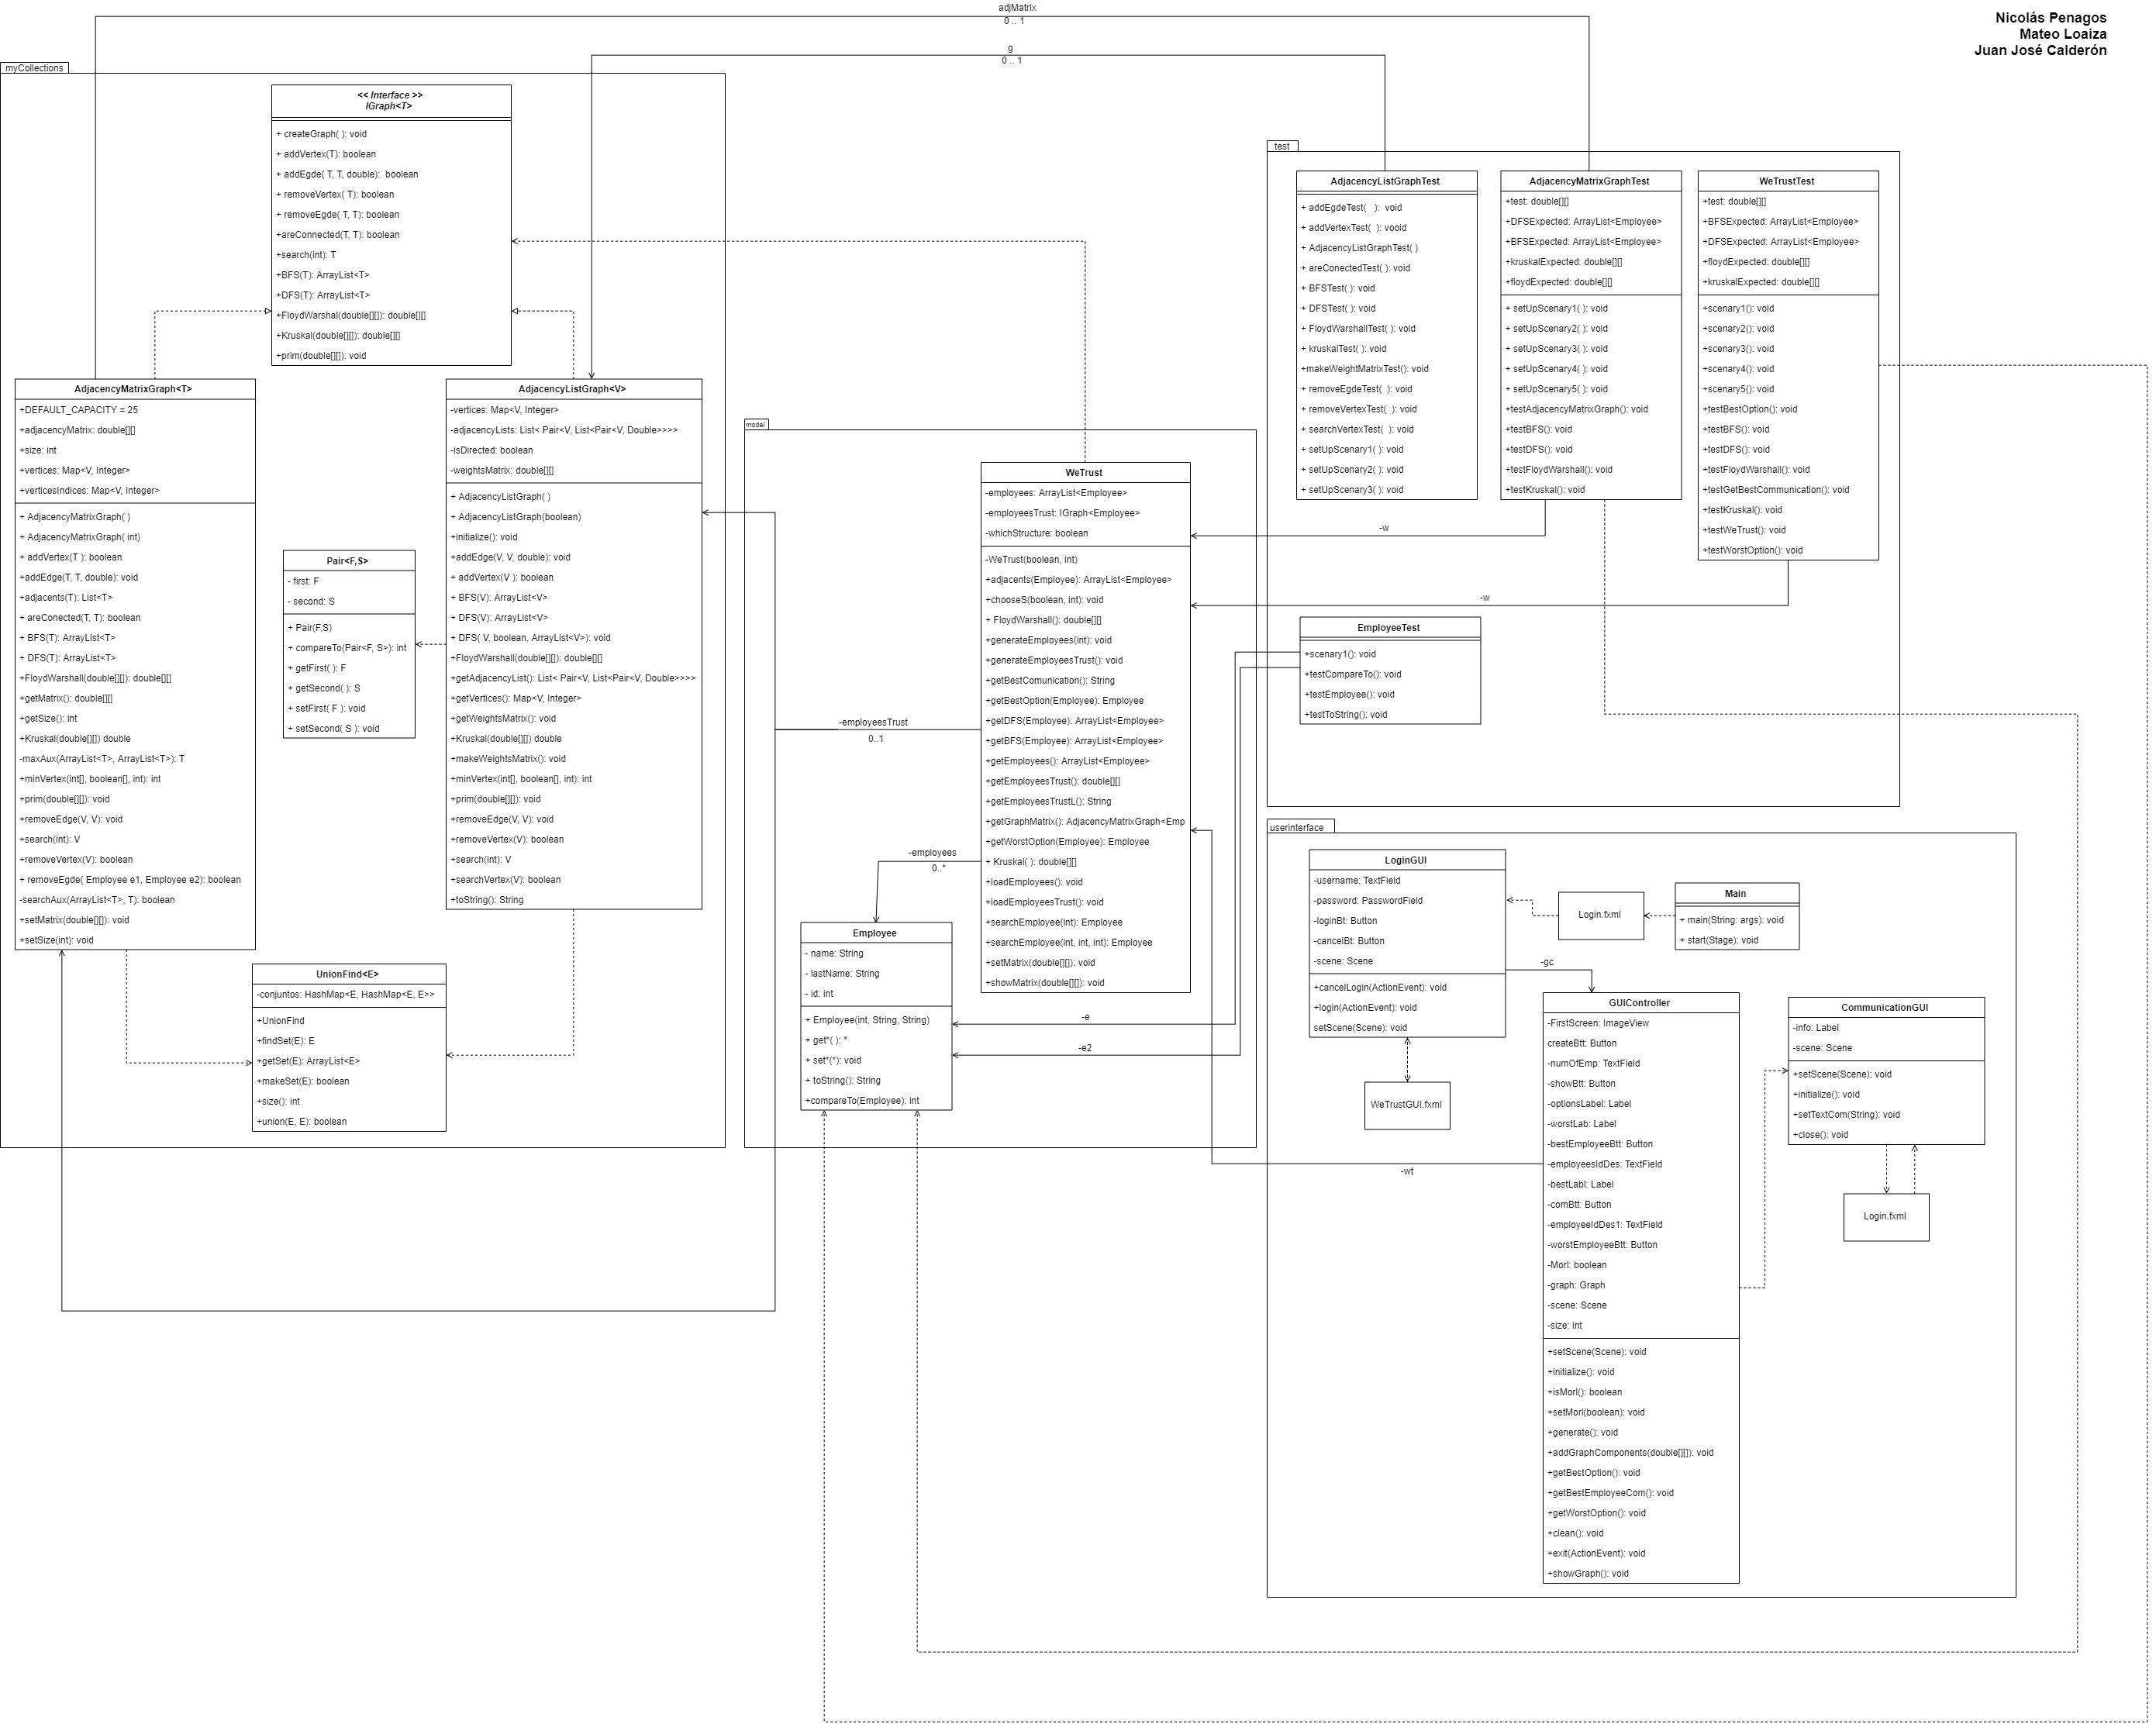 adjMatrix
0 .. 1
Nicolás Penagos
Mateo Loaiza
Juan José Calderón
g
0 .. 1
myCollections
<< Interface >>
IGraph<T>
+ createGraph( ): void
+ addVertex(T): boolean
+ addEgde( T, T, double):  boolean
+ removeVertex( T): boolean
+ removeEgde( T, T): boolean
+areConnected(T, T): boolean
+search(int): T
+BFS(T): ArrayList<T>
+DFS(T): ArrayList<T>
+FloydWarshal(double[][]): double[][]
+Kruskal(double[][]): double[][]
+prim(double[][]): void
AdjacencyMatrixGraph<T>
+DEFAULT_CAPACITY = 25
+adjacencyMatrix: double[][]
+size: int
+vertices: Map<V, Integer>
+verticesIndices: Map<V, Integer>
+ AdjacencyMatrixGraph( )
+ AdjacencyMatrixGraph( int)
+ addVertex(T ): boolean
+addEdge(T, T, double): void
+adjacents(T): List<T>
+ areConected(T, T): boolean
+ BFS(T): ArrayList<T>
+ DFS(T): ArrayList<T>
+FloydWarshall(double[][]): double[][]
+getMatrix(): double[][]
+getSize(): int
+Kruskal(double[][]) double
-maxAux(ArrayList<T>, ArrayList<T>): T
+minVertex(int[], boolean[], int): int
+prim(double[][]): void
+removeEdge(V, V): void
+search(int): V
+removeVertex(V): boolean
+ removeEgde( Employee e1, Employee e2): boolean
-searchAux(ArrayList<T>, T): boolean
+setMatrix(double[][]): void
+setSize(int): void
Pair<F,S>
- first: F
- second: S
+ Pair(F,S)
+ compareTo(Pair<F, S>): int
+ getFirst( ): F
+ getSecond( ): S
+ setFirst( F ): void
+ setSecond( S ): void
AdjacencyListGraph<V>
-vertices: Map<V, Integer>
-adjacencyLists: List< Pair<V, List<Pair<V, Double>>>>
-isDirected: boolean
-weightsMatrix: double[][]
+ AdjacencyListGraph( )
+ AdjacencyListGraph(boolean)
+initialize(): void
+addEdge(V, V, double): void
+ addVertex(V ): boolean
+ BFS(V): ArrayList<V>
+ DFS(V): ArrayList<V>
+ DFS( V, boolean, ArrayList<V>): void
+FloydWarshall(double[][]): double[][]
+getAdjacencyList(): List< Pair<V, List<Pair<V, Double>>>>
+getVertices(): Map<V, Integer>
+getWeightsMatrix(): void
+Kruskal(double[][]) double
+makeWeightsMatrix(): void
+minVertex(int[], boolean[], int): int
+prim(double[][]): void
+removeEdge(V, V): void
+removeVertex(V): boolean
+search(int): V
+searchVertex(V): boolean
+toString(): String
UnionFind<E>
-conjuntos: HashMap<E, HashMap<E, E>>
+UnionFind
+findSet(E): E
+getSet(E): ArrayList<E>
+makeSet(E): boolean
+size(): int
+union(E, E): boolean
model
WeTrust
-employees: ArrayList<Employee>
-employeesTrust: IGraph<Employee>
-whichStructure: boolean
-WeTrust(boolean, int)
+adjacents(Employee): ArrayList<Employee>
+chooseS(boolean, int): void
+ FloydWarshall(): double[][]
+generateEmployees(int): void
+generateEmployeesTrust(): void
+getBestComunication(): String
+getBestOption(Employee): Employee
+getDFS(Employee): ArrayList<Employee>
+getBFS(Employee): ArrayList<Employee>
+getEmployees(): ArrayList<Employee>
+getEmployeesTrust(): double[][]
+getEmployeesTrustL(): String
+getGraphMatrix(): AdjacencyMatrixGraph<Emp
+getWorstOption(Employee): Employee
+ Kruskal( ): double[][]
+loadEmployees(): void
+loadEmployeesTrust(): void
+searchEmployee(int): Employee
+searchEmployee(int, int, int): Employee
+setMatrix(double[][]): void
+showMatrix(double[][]): void
-employeesTrust
0..1
-employees
0..*
Employee
- name: String
- lastName: String
- id: int
+ Employee(int, String, String)
+ get*( ): *
+ set*(*): void
+ toString(): String
+compareTo(Employee): int
test
AdjacencyListGraphTest
+ addEgdeTest(   ):  void
+ addVertexTest(  ): vooid
+ AdjacencyListGraphTest( )
+ areConectedTest( ): void
+ BFSTest( ): void
+ DFSTest( ): void
+ FloydWarshallTest( ): void
+ kruskalTest( ): void
+makeWeightMatrixTest(): void
+ removeEgdeTest(  ): void
+ removeVertexTest(  ): void
+ searchVertexTest(  ): void
+ setUpScenary1( ): void
+ setUpScenary2( ): void
+ setUpScenary3( ): void
AdjacencyMatrixGraphTest
+test: double[][]
+DFSExpected: ArrayList<Employee>
+BFSExpected: ArrayList<Employee>
+kruskalExpected: double[][]
+floydExpected: double[][]
+ setUpScenary1( ): void
+ setUpScenary2( ): void
+ setUpScenary3( ): void
+ setUpScenary4( ): void
+ setUpScenary5( ): void
+testAdjacencyMatrixGraph(): void
+testBFS(): void
+testDFS(): void
+testFloydWarshall(): void
+testKruskal(): void
WeTrustTest
+test: double[][]
+BFSExpected: ArrayList<Employee>
+DFSExpected: ArrayList<Employee>
+floydExpected: double[][]
+kruskalExpected: double[][]
+scenary1(): void
+scenary2(): void
+scenary3(): void
+scenary4(): void
+scenary5(): void
+testBestOption(): void
+testBFS(): void
+testDFS(): void
+testFloydWarshall(): void
+testGetBestCommunication(): void
+testKruskal(): void
+testWeTrust(): void
+testWorstOption(): void
-w
-w
EmployeeTest
+scenary1(): void
+testCompareTo(): void
+testEmployee(): void
+testToString(): void
-e
-e2
userinterface
LoginGUI
-username: TextField
-password: PasswordField
-loginBt: Button
-cancelBt: Button
-scene: Scene
+cancelLogin(ActionEvent): void
+login(ActionEvent): void
setScene(Scene): void
Login.fxml
Main
+ main(String: args): void
+ start(Stage): void
-gc
WeTrustGUI.fxml
GUIController
-FirstScreen: ImageView
createBtt: Button
-numOfEmp: TextField
-showBtt: Button
-optionsLabel: Label
-worstLab: Label
-bestEmployeeBtt: Button
-employeesIdDes: TextField
-bestLabl: Label
-comBtt: Button
-employeeIdDes1: TextField
-worstEmployeeBtt: Button
-Morl: boolean
-graph: Graph
-scene: Scene
-size: int
+setScene(Scene): void
+initialize(): void
+isMorl(): boolean
+setMorl(boolean): void
+generate(): void
+addGraphComponents(double[][]): void
+getBestOption(): void
+getBestEmployeeCom(): void
+getWorstOption(): void
+clean(): void
+exit(ActionEvent): void
+showGraph(): void
-wt
CommunicationGUI
-info: Label
-scene: Scene
+setScene(Scene): void
+initialize(): void
+setTextCom(String): void
+close(): void
Login.fxml